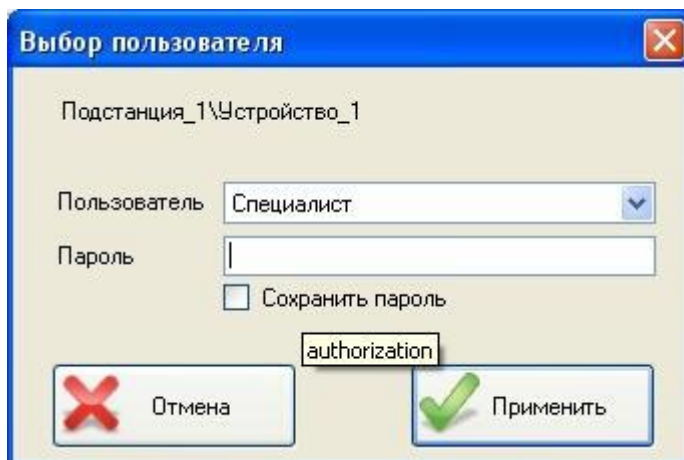 Выбор пользователя
Подстанция_1\Устройство_1
Пользователь Специалист
Пароль
Сохранить пароль
authorization
Отмена Применить